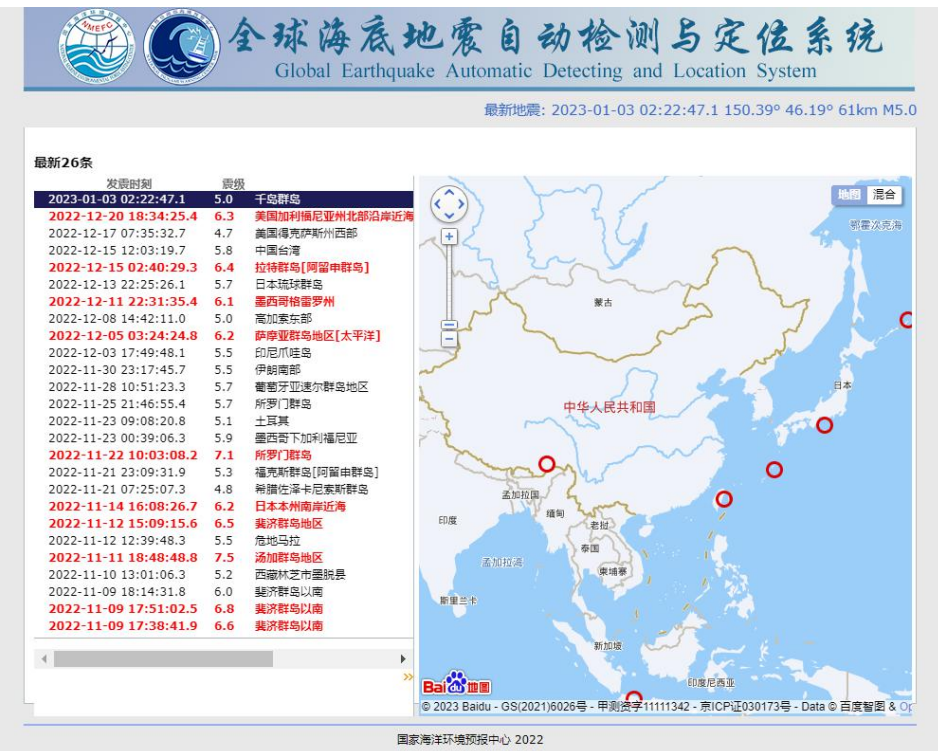 NMEFC
全球海底地震自动检测与定位系统
Global Earthquake Automatic Detecting and Location System
最新地震: 2023-01-03 02:22:47.1 150.39° 46.19° 61km M5.0
最新26条
发震时刻 震级
2023-01-03 02:22:47.1 5.0 千岛群岛
2022-12-20 18:34:25.4 6.3 美国加利福尼亚州北部沿岸近海
2022-12-17 07:35:32.7 4.7 美国得克萨斯州西部
2022-12-15 12:03:19.7 5.8 中国台湾
2022-12-15 02:40:29.3 6.4 拉特群岛[阿留申群岛]
2022-12-13 22:25:26.1 5.7 日本琉球群岛
2022-12-11 22:31:35.4 6.1 墨西哥格雷罗州
2022-12-08 14:42:11.0 5.0 高加索东部
2022-12-05 03:24:24.8 6.2 萨摩亚群岛地区[太平洋]
2022-12-03 17:49:48.1 5.5 印尼爪哇岛
2022-11-30 23:17:45.7 5.5 伊朗南部
2022-11-28 10:51:23.3 5.7 葡萄牙亚速尔群岛地区
2022-11-25 21:46:55.4 5.7 所罗门群岛
2022-11-23 09:08:20.8 5.1 土耳其
2022-11-23 00:39:06.3 5.9 墨西哥下加利福尼亚
2022-11-22 10:03:08.2 7.1 所罗门群岛
2022-11-21 23:09:31.9 5.3 福克斯群岛[阿留申群岛]
2022-11-21 07:25:07.3 4.8 希腊佐泽卡尼索斯群岛
2022-11-14 16:08:26.7 6.2 日本本州南岸近海
2022-11-12 15:09:15.6 6.5 斐济群岛地区
2022-11-12 12:39:48.3 5.5 危地马拉
2022-11-11 18:48:48.8 7.5 汤加群岛地区
2022-11-10 13:01:06.3 5.2 西藏林芝市墨脱县
2022-11-09 18:14:31.8 6.0 斐济群岛以南
2022-11-09 17:51:02.5 6.8 斐济群岛以南
2022-11-09 17:38:41.9 6.6 斐济群岛以南
»
地图 混合
鄂霍次克海
蒙古
日本
中华人民共和国
孟加拉国
缅甸
印度
老挝
泰国
孟加拉湾
柬埔寨
斯里兰卡
新加坡
印度尼西亚
Bai du 地图
© 2023 Baidu - GS(2021)6026号 - 甲测资字11111342 - 京ICP证030173号 - Data © 百度智图 & Op
国家海洋环境预报中心 2022